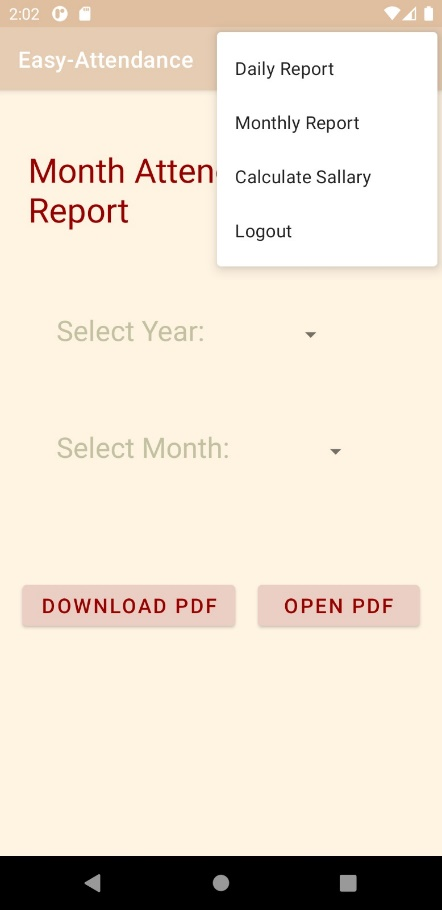 2:02
Easy-Attendance
Daily Report
Monthly Report
Calculate Sallary
Logout
Month Atten
Report
Select Year:
Select Month:
DOWNLOAD PDF
OPEN PDF